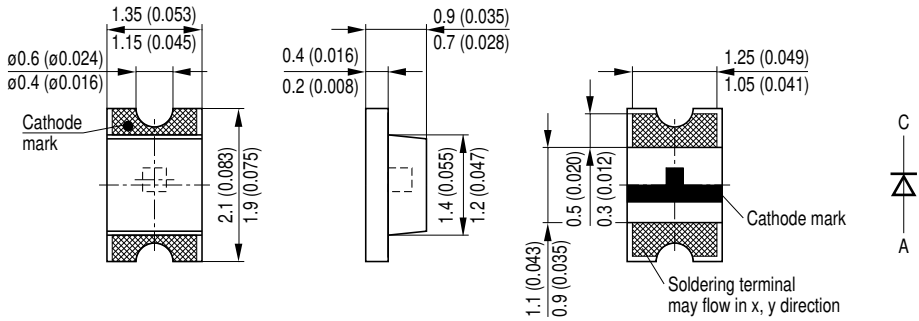 1.35 (0.053)
1.15 (0.045)
ø0.6 (ø0.024)
ø0.4 (ø0.016)
Cathode
mark
2.1 (0.083)
1.9 (0.075)
0.9 (0.035)
0.7 (0.028)
0.4 (0.016)
0.2 (0.008)
1.4 (0.055)
1.2 (0.047)
1.25 (0.049)
1.05 (0.041)
0.5 (0.020)
0.3 (0.012)
1.1 (0.043)
0.9 (0.035)
Cathode mark
Soldering terminal
may flow in x, y direction
C
A